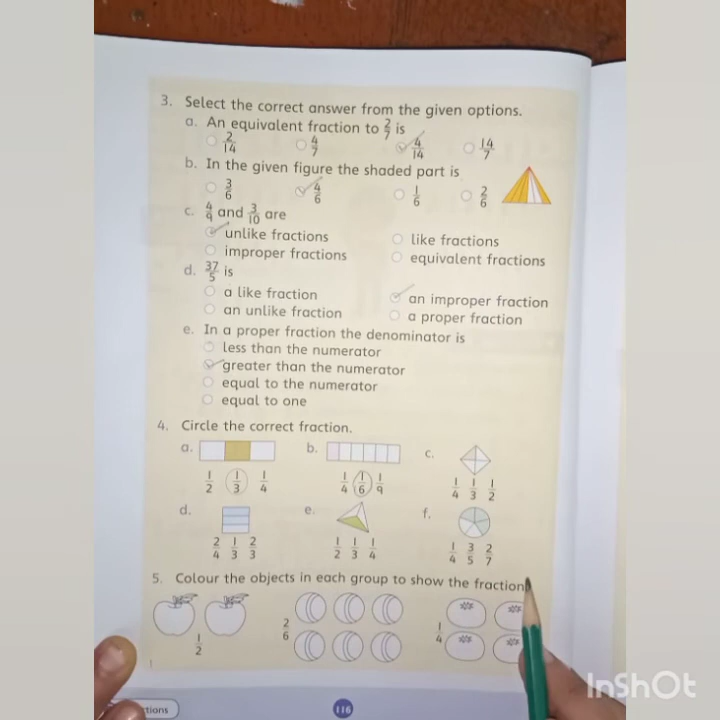 3. Select the correct answer from the given options.
a. An equivalent fraction to 2/7 is
2/14 4/7 4/14 14/7
b. In the given figure the shaded part is
3/6 4/6 1/6 2/6
c. 4/9 and 3/10 are
unlike fractions like fractions
improper fractions equivalent fractions
d. 37/5 is
a like fraction an improper fraction
an unlike fraction a proper fraction
e. In a proper fraction the denominator is
less than the numerator
greater than the numerator
equal to the numerator
equal to one
4. Circle the correct fraction.
a. b. c.
1/2 1/3 1/4 1/4 1/6 1/9 1/4 1/3 1/2
d. e. f.
2/4 1/3 2/3 1/2 1/3 1/4 1/4 3/5 2/7
5. Colour the objects in each group to show the fraction
1/2 2/6 1/4
116
InShOt